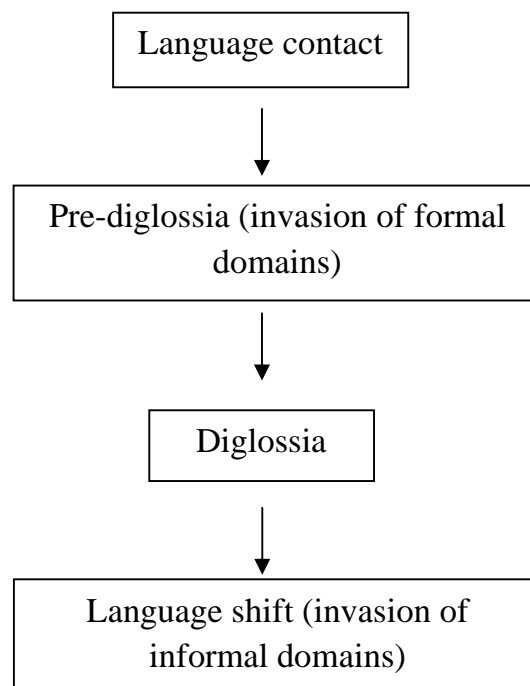 Language contact
Pre-diglossia (invasion of formal
domains)
Diglossia
Language shift (invasion of
informal domains)